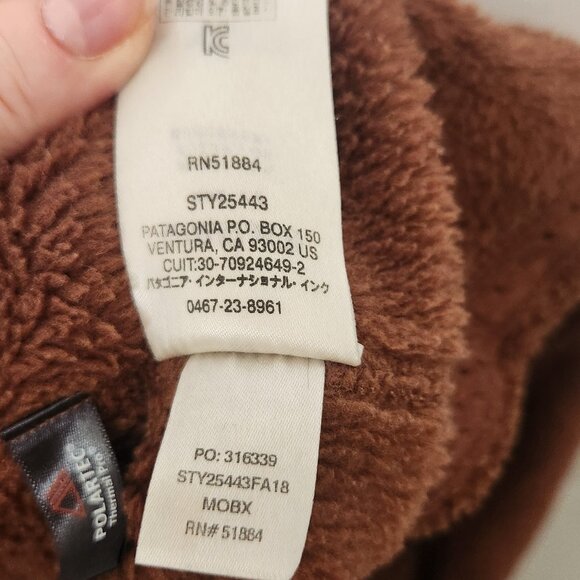 RN51884
STY25443
PATAGONIA P.O. BOX 150
VENTURA, CA 93002 US
CUIT:30-70924649-2
パタゴニア・インターナショナル・インク
0467-23-8961
PO: 316339
STY25443FA18
MOBX
RN# 51884
POLARTEC
Thermal Pro